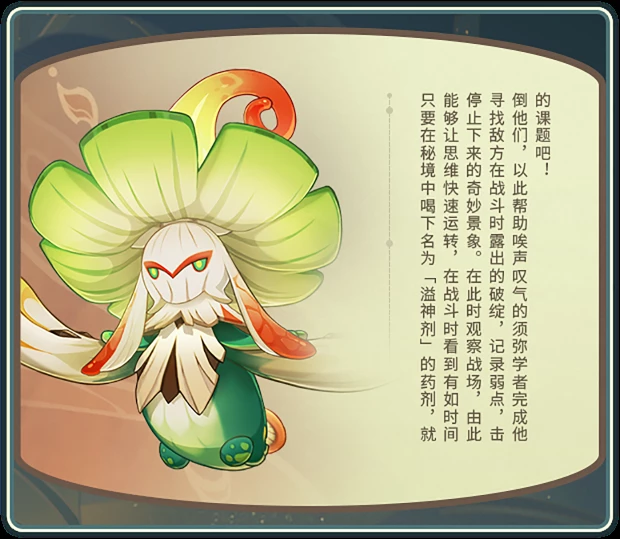 只要在秘境中喝下名为「溢神剂」的药剂，就
能够让思维快速运转，在战斗时看到有如时间
停止下来的奇妙景象。在此时观察战场，由此
寻找敌方在战斗时露出的破绽，记录弱点，击
倒他们，以此帮助唉声叹气的须弥学者完成他
的课题吧！